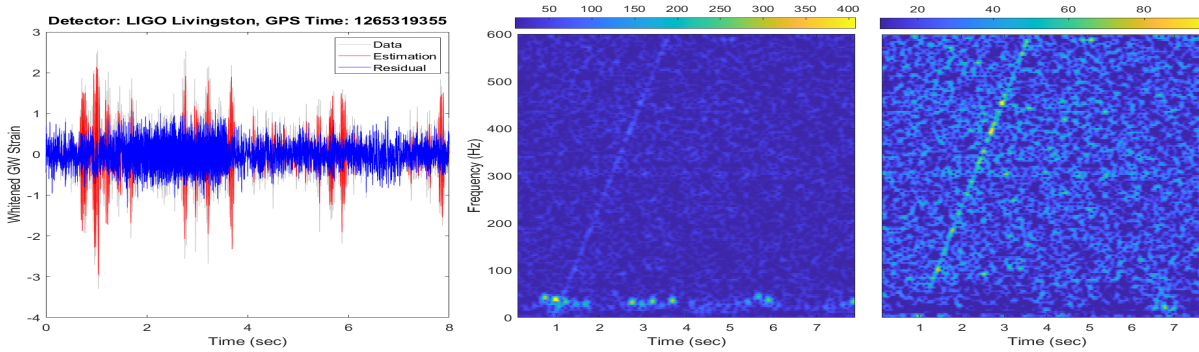 Detector: LIGO Livingston, GPS Time: 1265319355
Data
Estimation
Residual
Whitened GW Strain
3
2
1
0
-1
-2
-3
-4
0 2 4 6 8
Time (sec)
50 100 150 200 250 300 350 400
Frequency (Hz)
600
500
400
300
200
100
0
1 2 3 4 5 6 7
Time (sec)
20 40 60 80
1 2 3 4 5 6 7
Time (sec)